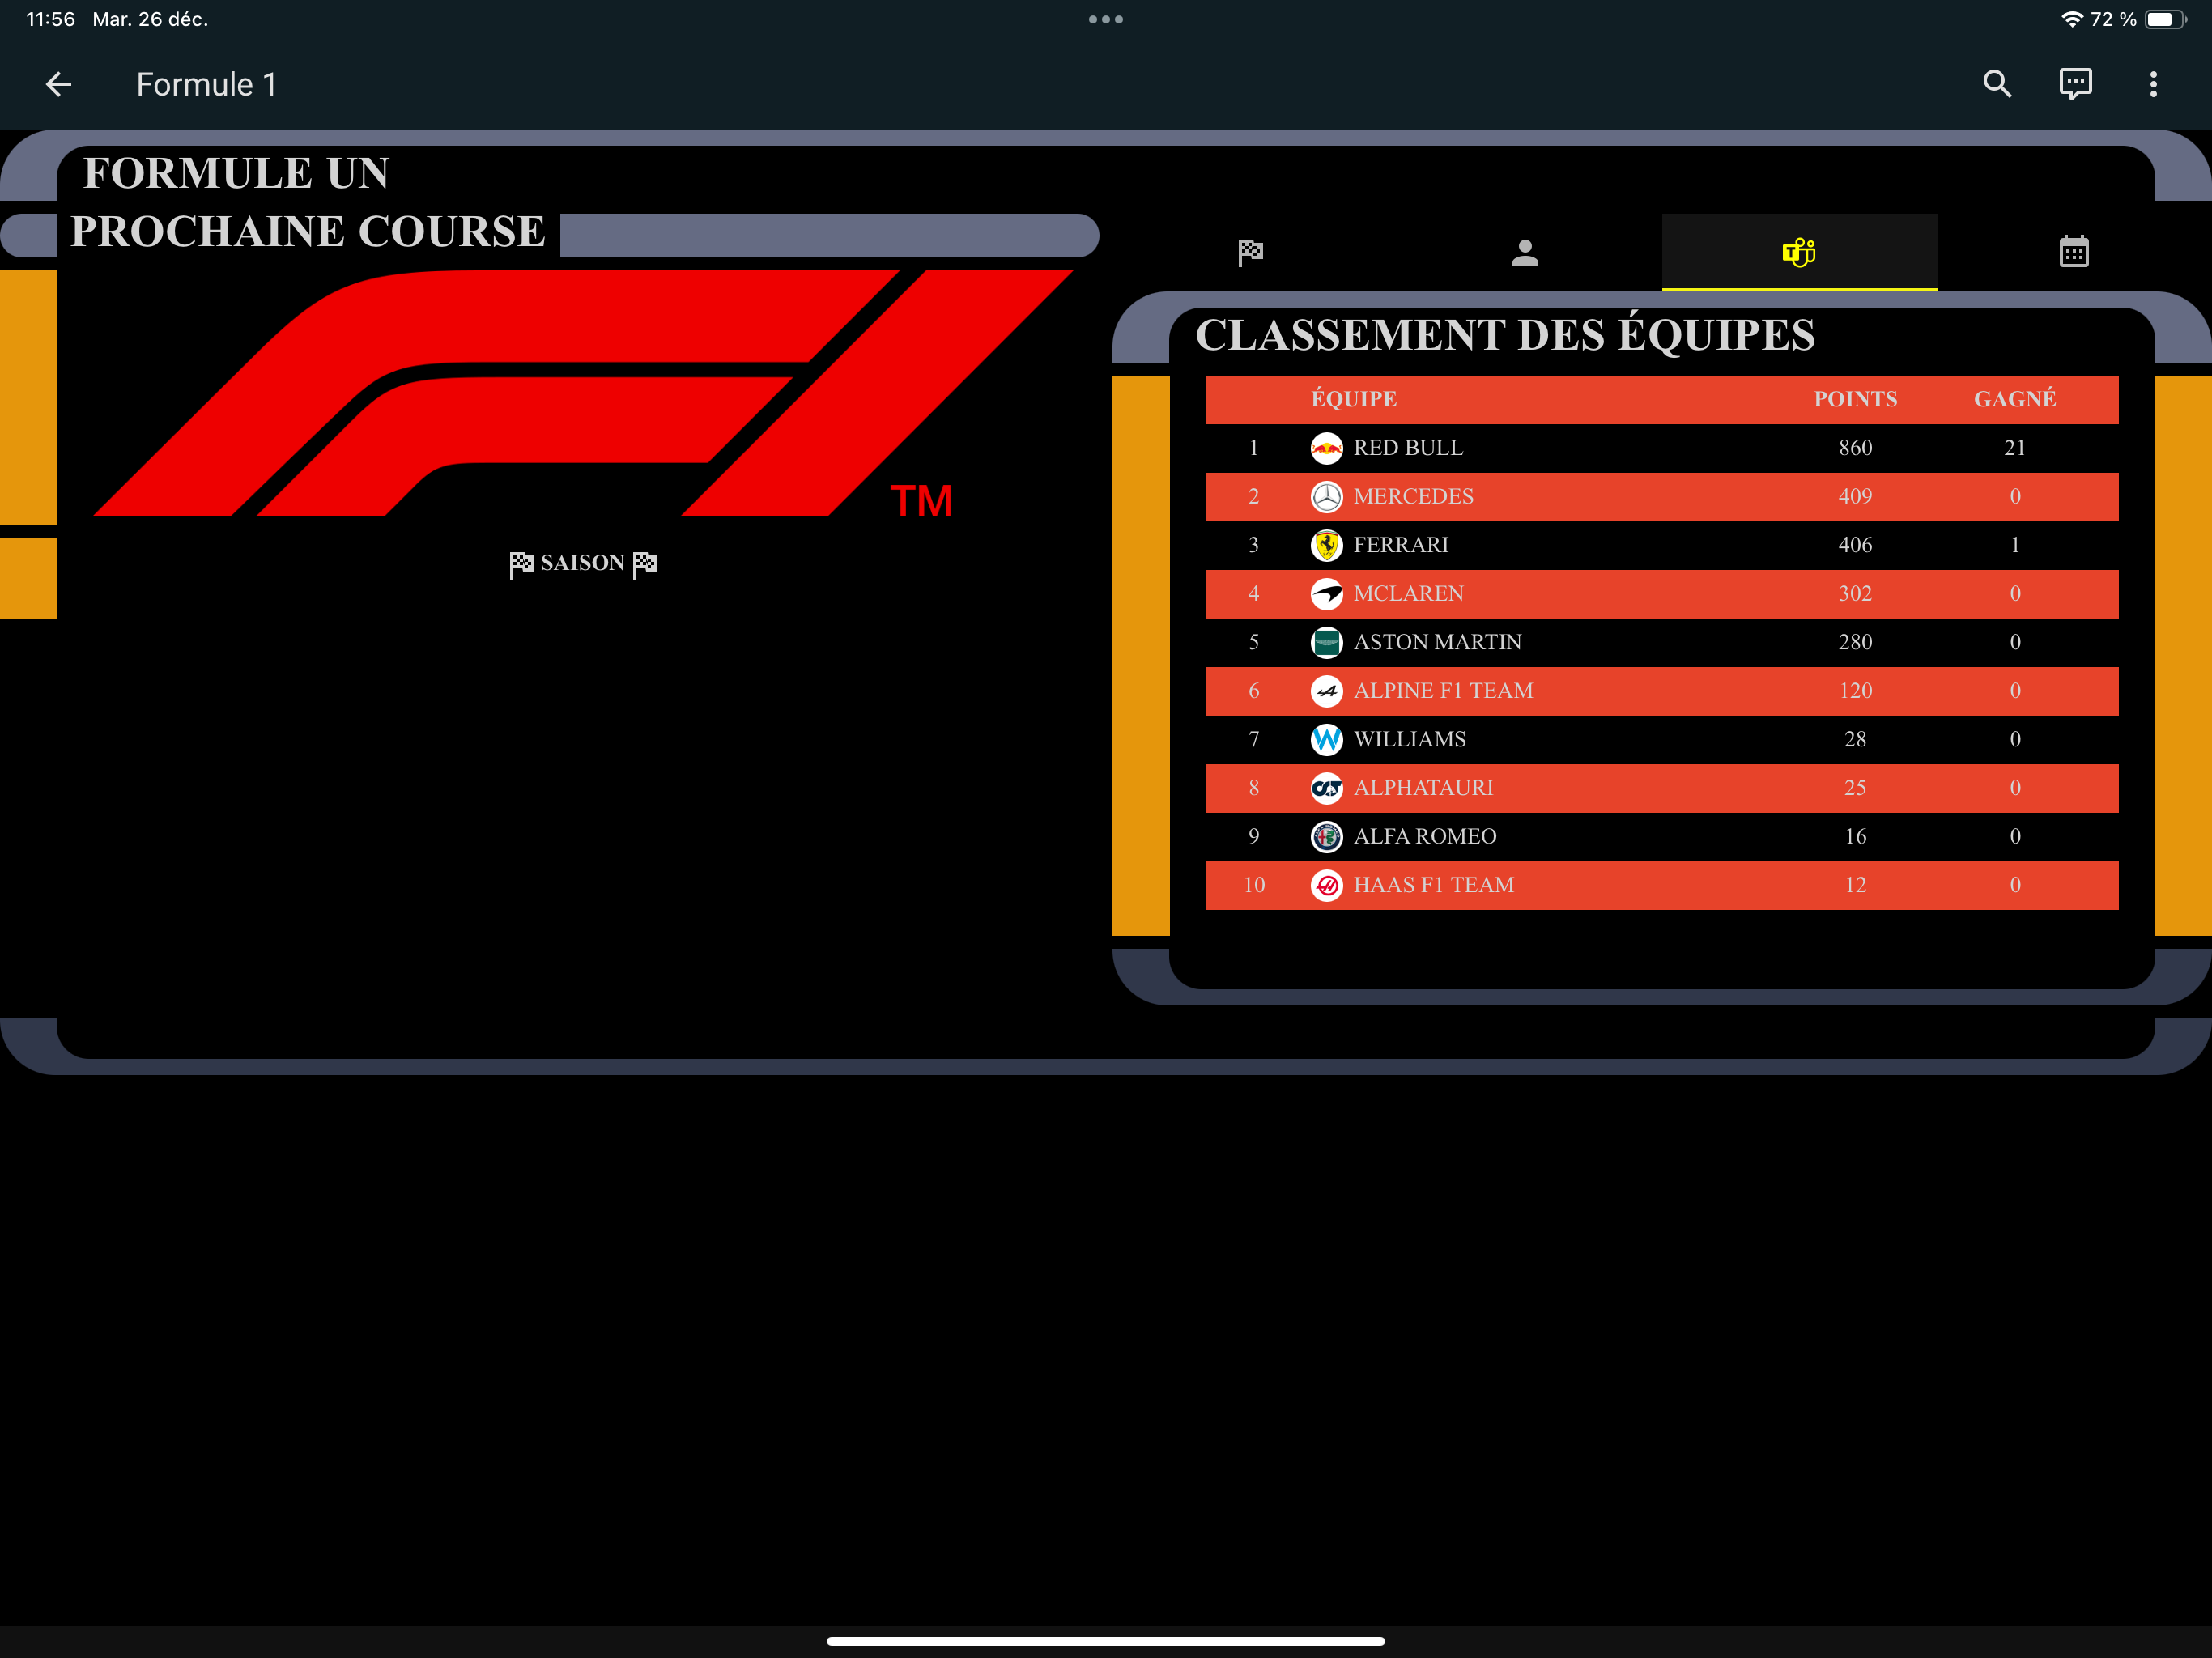 11:56 Mar. 26 déc.
72 %
Formule 1
FORMULE UN
PROCHAINE COURSE
TM
SAISON
CLASSEMENT DES ÉQUIPES
ÉQUIPE POINTS GAGNÉ
1 RED BULL 860 21
2 MERCEDES 409 0
3 FERRARI 406 1
4 MCLAREN 302 0
5 ASTON MARTIN 280 0
6 ALPINE F1 TEAM 120 0
7 WILLIAMS 28 0
8 ALPHATAURI 25 0
9 ALFA ROMEO 16 0
10 HAAS F1 TEAM 12 0